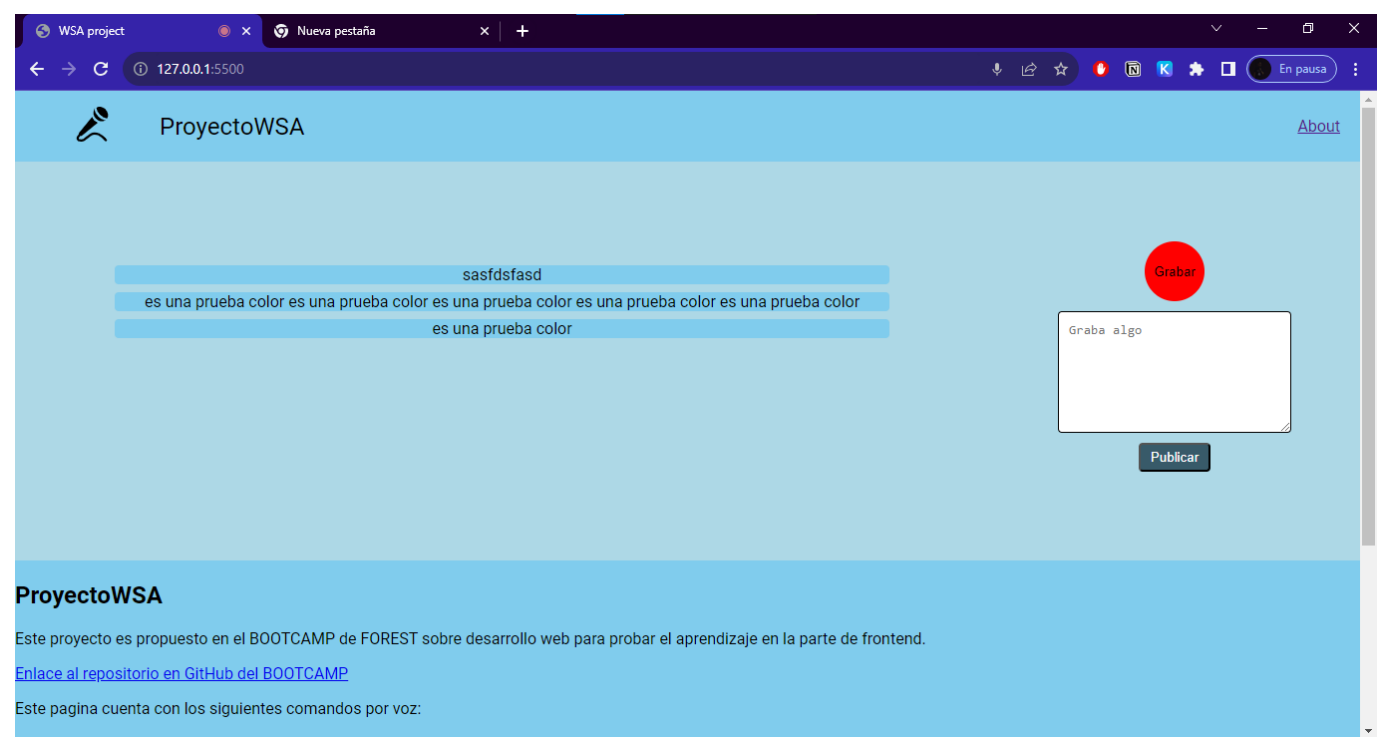 WSA project
Nueva pestaña
127.0.0.1:5500
En pausa
ProyectoWSA
About
sasfdsfasd
es una prueba color es una prueba color es una prueba color es una prueba color es una prueba color
es una prueba color
Grabar
Graba algo
Publicar
ProyectoWSA
Este proyecto es propuesto en el BOOTCAMP de FOREST sobre desarrollo web para probar el aprendizaje en la parte de frontend.
Enlace al repositorio en GitHub del BOOTCAMP
Este pagina cuenta con los siguientes comandos por voz: